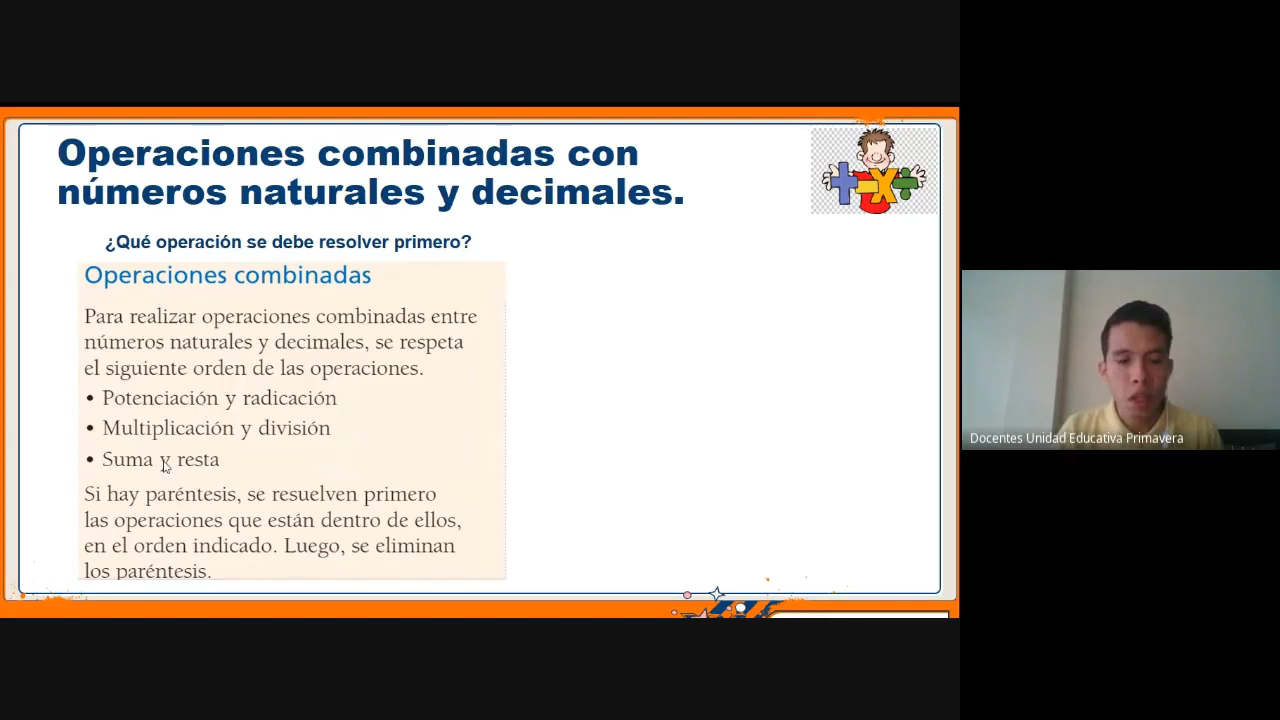 Operaciones combinadas con
números naturales y decimales.
¿Qué operación se debe resolver primero?
Operaciones combinadas
Para realizar operaciones combinadas entre
números naturales y decimales, se respeta
el siguiente orden de las operaciones.
• Potenciación y radicación
• Multiplicación y división
• Suma y resta
Si hay paréntesis, se resuelven primero
las operaciones que están dentro de ellos,
en el orden indicado. Luego, se eliminan
los paréntesis.
Docentes Unidad Educativa Primavera